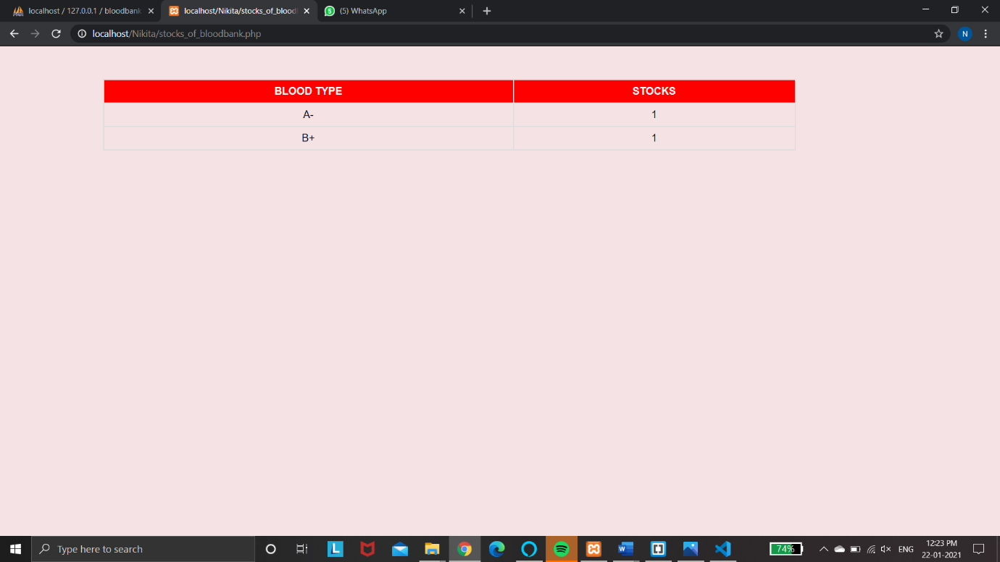 localhost / 127.0.0.1 / bloodbank
localhost/Nikita/stocks_of_blood
5
(5) WhatsApp
localhost/Nikita/stocks_of_bloodbank.php
N
BLOOD TYPE STOCKS
A- 1
B+ 1
Type here to search
L
W
74%
ENG
12:23 PM
22-01-2021